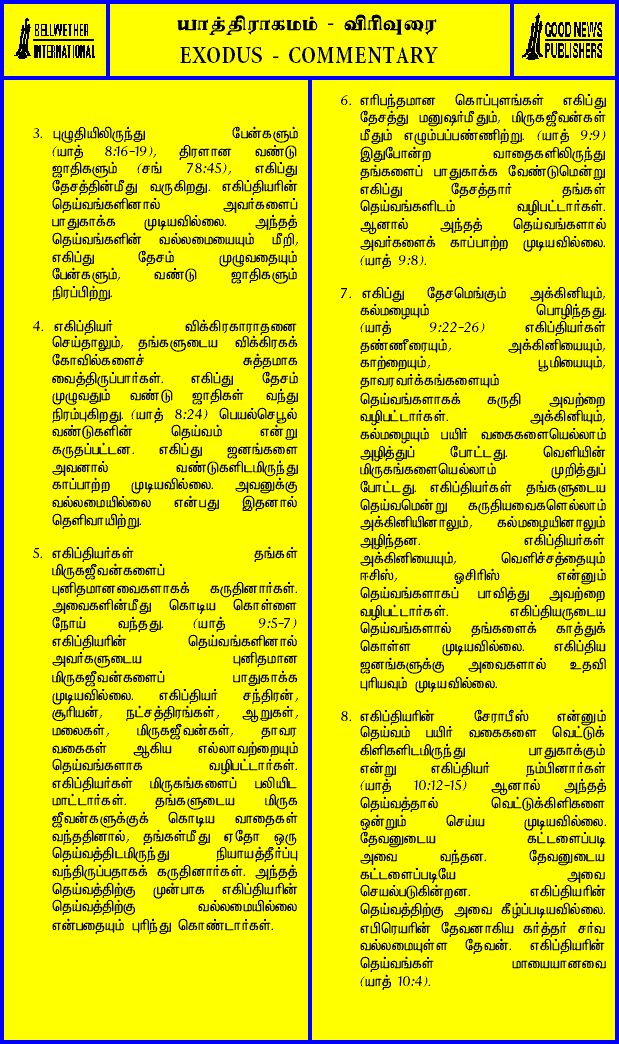 BELLWETHER
INTERNATIONAL
யாத்திராகமம் - விரிவுரை
EXODUS - COMMENTARY
GOOD NEWS
PUBLISHERS
3. புழுதியிலிருந்து பேன்களும்
(யாத் 8:16-19), திரளான வண்டு
ஜாதிகளும் (சங் 78:45), எகிப்து
தேசத்தின்மீது வருகிறது. எகிப்தியரின்
தெய்வங்களினால் அவர்களைப்
பாதுகாக்க முடியவில்லை. அந்தத்
தெய்வங்களின் வல்லமையையும் மீறி,
எகிப்து தேசம் முழுவதையும்
பேன்களும், வண்டு ஜாதிகளும்
நிரப்பிற்று.
4. எகிப்தியர் விக்கிரகாராதனை
செய்தாலும், தங்களுடைய விக்கிரகக்
கோவில்களைச் சுத்தமாக
வைத்திருப்பார்கள். எகிப்து தேசம்
முழுவதும் வண்டு ஜாதிகள் வந்து
நிரம்புகிறது. (யாத் 8:24) பெயல்செபூல்
வண்டுகளின் தெய்வம் என்று
கருதப்பட்டன. எகிப்து ஜனங்களை
அவனால் வண்டுகளிடமிருந்து
காப்பாற்ற முடியவில்லை. அவனுக்கு
வல்லமையில்லை என்பது இதனால்
தெளிவாயிற்று.
5. எகிப்தியர்கள் தங்கள்
மிருகஜீவன்களைப்
புனிதமானவைகளாகக் கருதினார்கள்.
அவைகளின்மீது கொடிய கொள்ளை
நோய் வந்தது. (யாத் 9:5-7)
எகிப்தியரின் தெய்வங்களினால்
அவர்களுடைய புனிதமான
மிருகஜீவன்களைப் பாதுகாக்க
முடியவில்லை. எகிப்தியர் சந்திரன்,
சூரியன், நட்சத்திரங்கள், ஆறுகள்,
மலைகள், மிருகஜீவன்கள், தாவர
வகைகள் ஆகிய எல்லாவற்றையும்
தெய்வங்களாக வழிபட்டார்கள்.
எகிப்தியர்கள் மிருகங்களைப் பலியிட
மாட்டார்கள். தங்களுடைய மிருக
ஜீவன்களுக்குக் கொடிய வாதைகள்
வந்ததினால், தங்கள்மீது ஏதோ ஒரு
தெய்வத்திடமிருந்து நியாயத்தீர்ப்பு
வந்திருப்பதாகக் கருதினார்கள். அந்தத்
தெய்வத்திற்கு முன்பாக எகிப்தியரின்
தெய்வத்திற்கு வல்லமையில்லை
என்பதையும் புரிந்து கொண்டார்கள்.
6. எரிபந்தமான கொப்புளங்கள் எகிப்து
தேசத்து மனுஷர்மீதும், மிருகஜீவன்கள்
மீதும் எழும்பப்பண்ணிற்று. (யாத் 9:9)
இதுபோன்ற வாதைகளிலிருந்து
தங்களைப் பாதுகாக்க வேண்டுமென்று
எகிப்து தேசத்தார் தங்கள்
தெய்வங்களிடம் வழிபட்டார்கள்.
ஆனால் அந்தத் தெய்வங்களால்
அவர்களைக் காப்பாற்ற முடியவில்லை.
(யாத் 9:8).
7. எகிப்து தேசமெங்கும் அக்கினியும்,
கல்மழையும் பொழிந்தது.
(யாத் 9:22-26) எகிப்தியர்கள்
தண்ணீரையும், அக்கினியையும்,
காற்றையும், பூமியையும்,
தாவரவர்க்கங்களையும்
தெய்வங்களாகக் கருதி அவற்றை
வழிபட்டார்கள். அக்கினியும்,
கல்மழையும் பயிர் வகைகளையெல்லாம்
அழித்துப் போட்டது. வெளியின்
மிருகங்களையெல்லாம் முறித்துப்
போட்டது. எகிப்தியர்கள் தங்களுடைய
தெய்வமென்று கருதியவைகளெல்லாம்
அக்கினியினாலும், கல்மழையினாலும்
அழிந்தன. எகிப்தியர்கள்
அக்கினியையும், வெளிச்சத்தையும்
ஈசிஸ், ஒசிரிஸ் என்னும்
தெய்வங்களாகப் பாவித்து அவற்றை
வழிபட்டார்கள். எகிப்தியருடைய
தெய்வங்களால் தங்களைக் காத்துக்
கொள்ள முடியவில்லை. எகிப்திய
ஜனங்களுக்கு அவைகளால் உதவி
புரியவும் முடியவில்லை.
8. எகிப்தியரின் சேராபீஸ் என்னும்
தெய்வம் பயிர் வகைகளை வெட்டுக்
கிளிகளிடமிருந்து பாதுகாக்கும்
என்று எகிப்தியர் நம்பினார்கள்
(யாத் 10:12-15) ஆனால் அந்தத்
தெய்வத்தால் வெட்டுக்கிளிகளை
ஒன்றும் செய்ய முடியவில்லை.
தேவனுடைய கட்டளைப்படி
அவை வந்தன. தேவனுடைய
கட்டளைப்படியே அவை
செயல்படுகின்றன. எகிப்தியரின்
தெய்வத்திற்கு அவை கீழ்ப்படியவில்லை.
எபிரெயரின் தேவனாகிய கர்த்தர் சர்வ
வல்லமையுள்ள தேவன். எகிப்தியரின்
தெய்வங்கள் மாயையானவை
(யாத் 10:4).